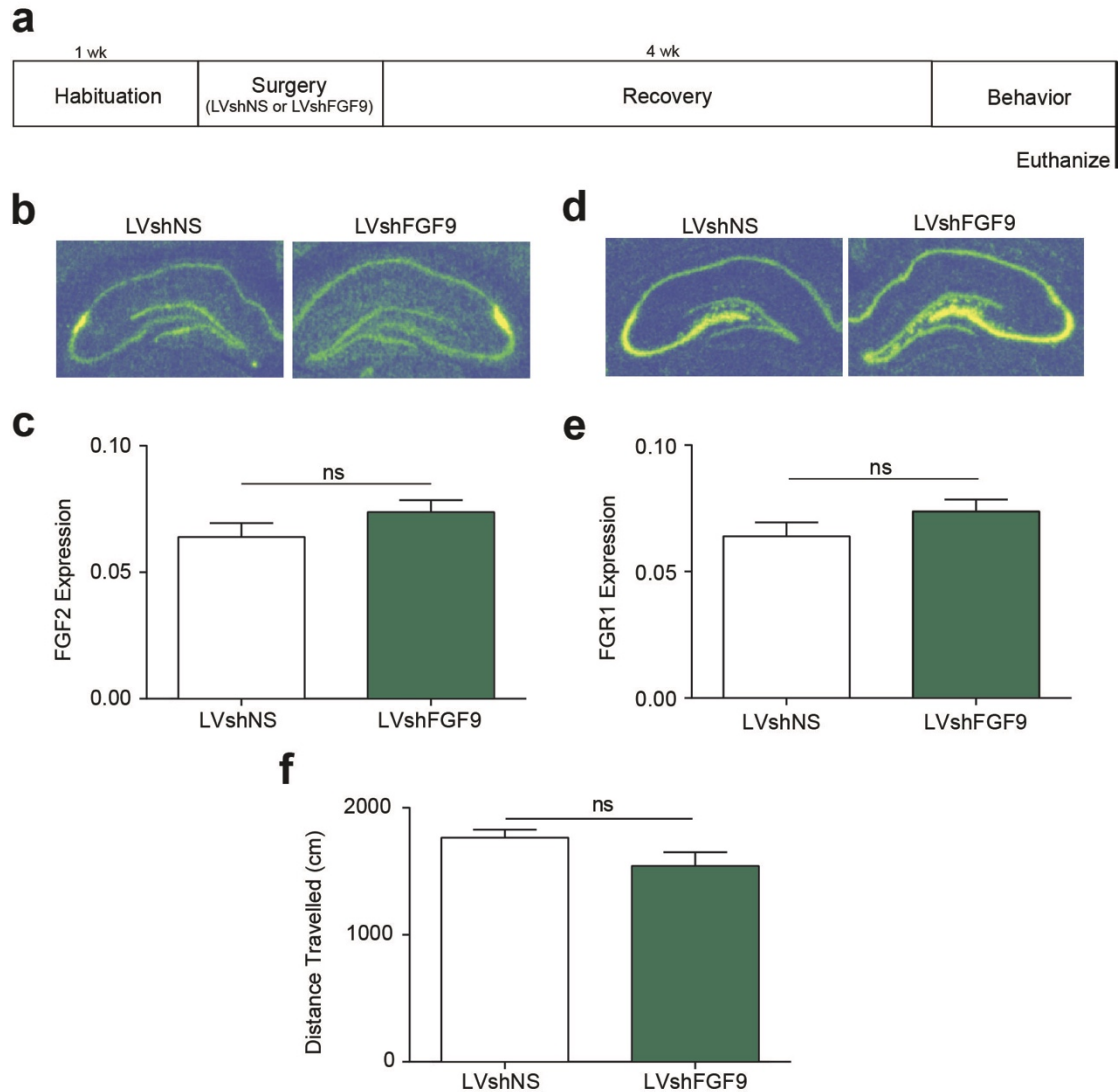 a
1 wk
4 wk
Habituation
Surgery
(LVshNS or LVshFGF9)
Recovery
Behavior
Euthanize
b
LVshNS
LVshFGF9
d
LVshNS
LVshFGF9
c
0.10
0.05
0.00
FGF2 Expression
ns
LVshNS
LVshFGF9
e
0.10
0.05
0.00
FGR1 Expression
ns
LVshNS
LVshFGF9
f
2000
1000
0
Distance Travelled (cm)
ns
LVshNS
LVshFGF9